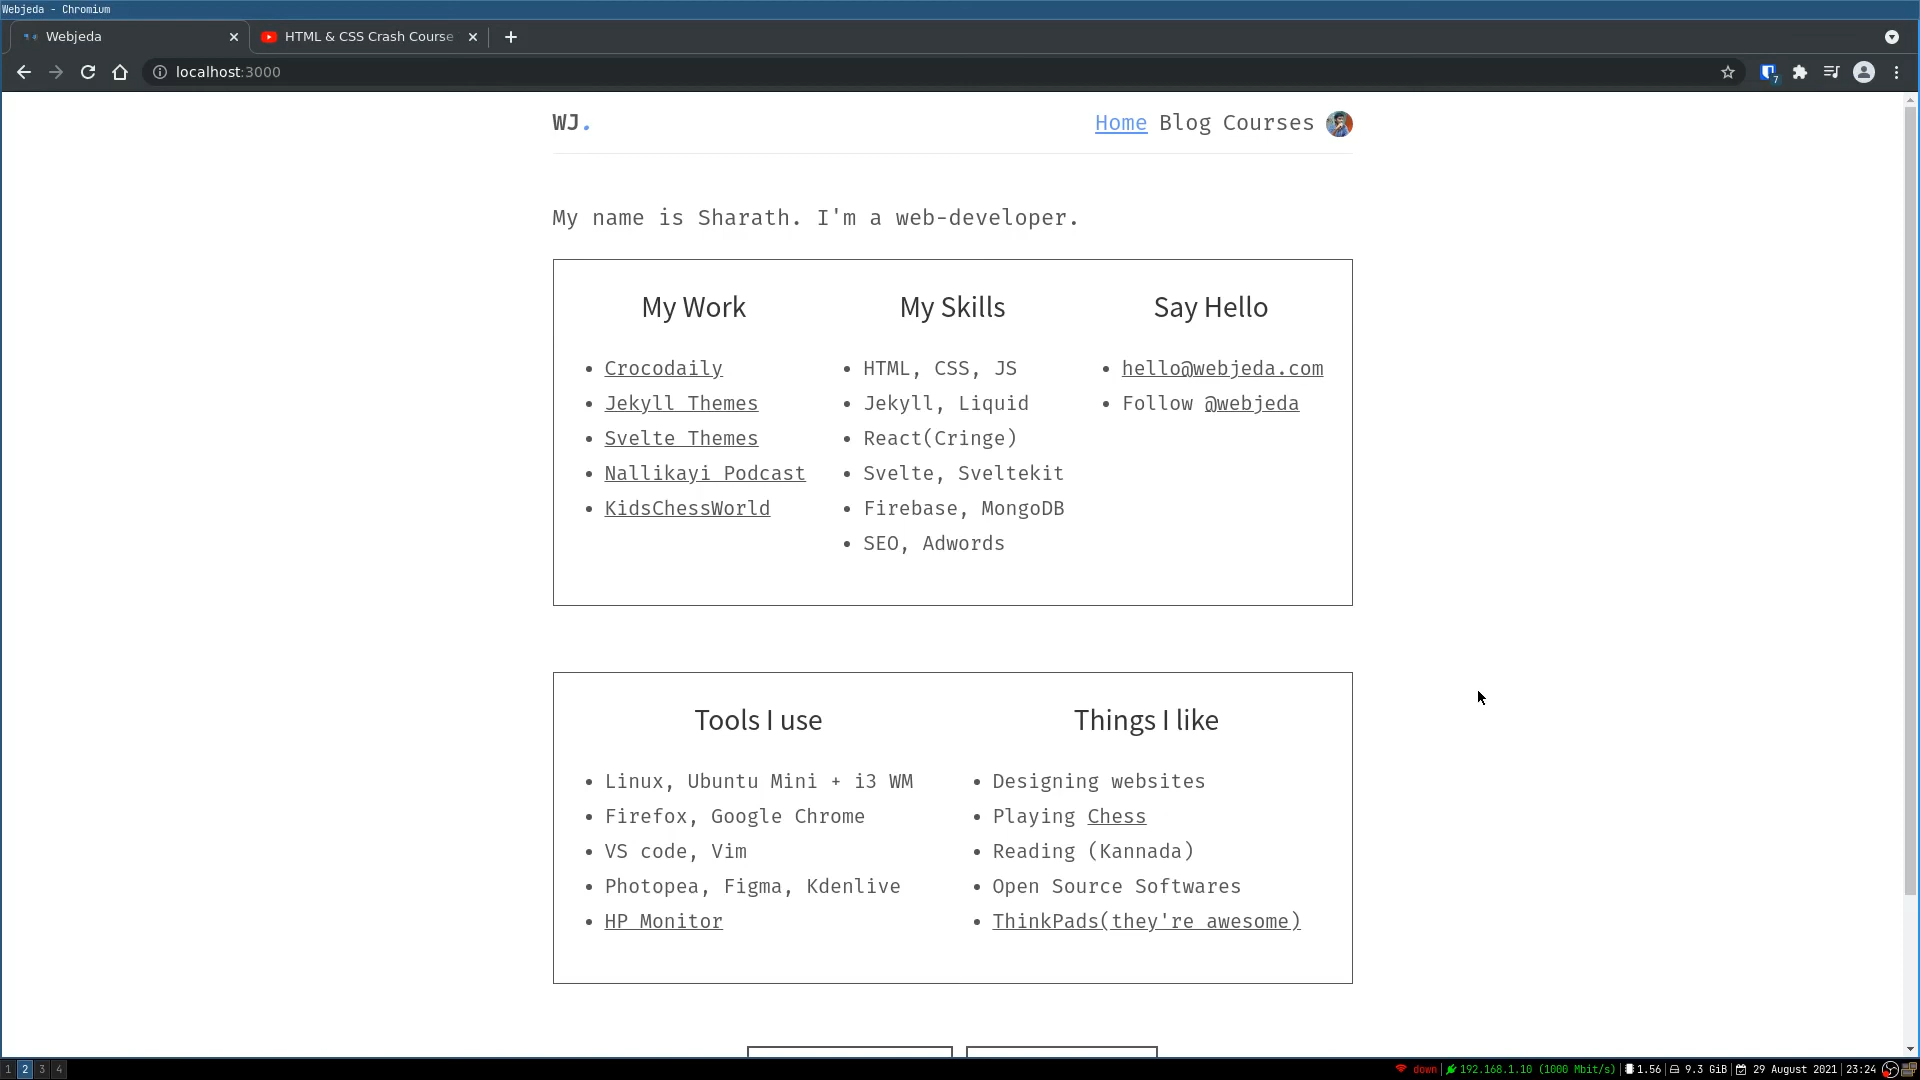 Webjeda - Chromium
Webjeda
HTML & CSS Crash Course
localhost:3000
7
WJ.
Home Blog Courses
My name is Sharath. I'm a web-developer.
My Work
Crocodaily
Jekyll Themes
Svelte Themes
Nallikayi Podcast
KidsChessWorld
My Skills
HTML, CSS, JS
Jekyll, Liquid
React(Cringe)
Svelte, Sveltekit
Firebase, MongoDB
SEO, Adwords
Say Hello
hello@webjeda.com
Follow @webjeda
Tools I use
Linux, Ubuntu Mini + i3 WM
Firefox, Google Chrome
VS code, Vim
Photopea, Figma, Kdenlive
HP Monitor
Things I like
Designing websites
Playing Chess
Reading (Kannada)
Open Source Softwares
ThinkPads(they're awesome)
1 2 3 4
down 192.168.1.10 (1000 Mbit/s) 1.56 9.3 GiB 29 August 2021 23:24